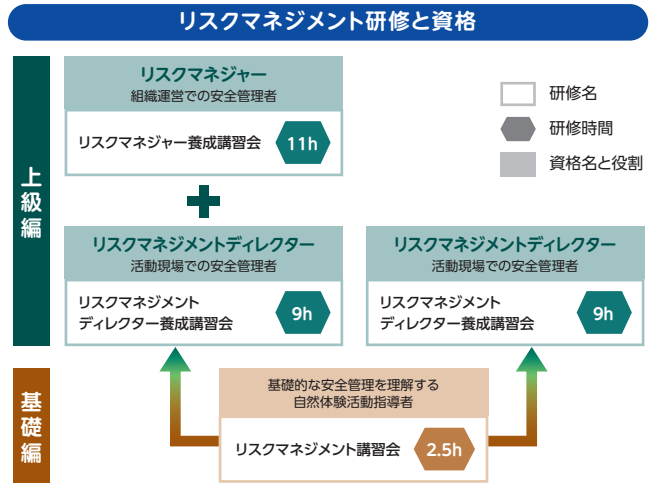 リスクマネジメント研修と資格
上級編
リスクマネジャー
組織運営での安全管理者
リスクマネジャー養成講習会
11h
研修名
研修時間
資格名と役割
リスクマネジメントディレクター
活動現場での安全管理者
リスクマネジメント
ディレクター養成講習会
9h
リスクマネジメントディレクター
活動現場での安全管理者
リスクマネジメント
ディレクター養成講習会
9h
基礎編
基礎的な安全管理を理解する
自然体験活動指導者
リスクマネジメント講習会
2.5h